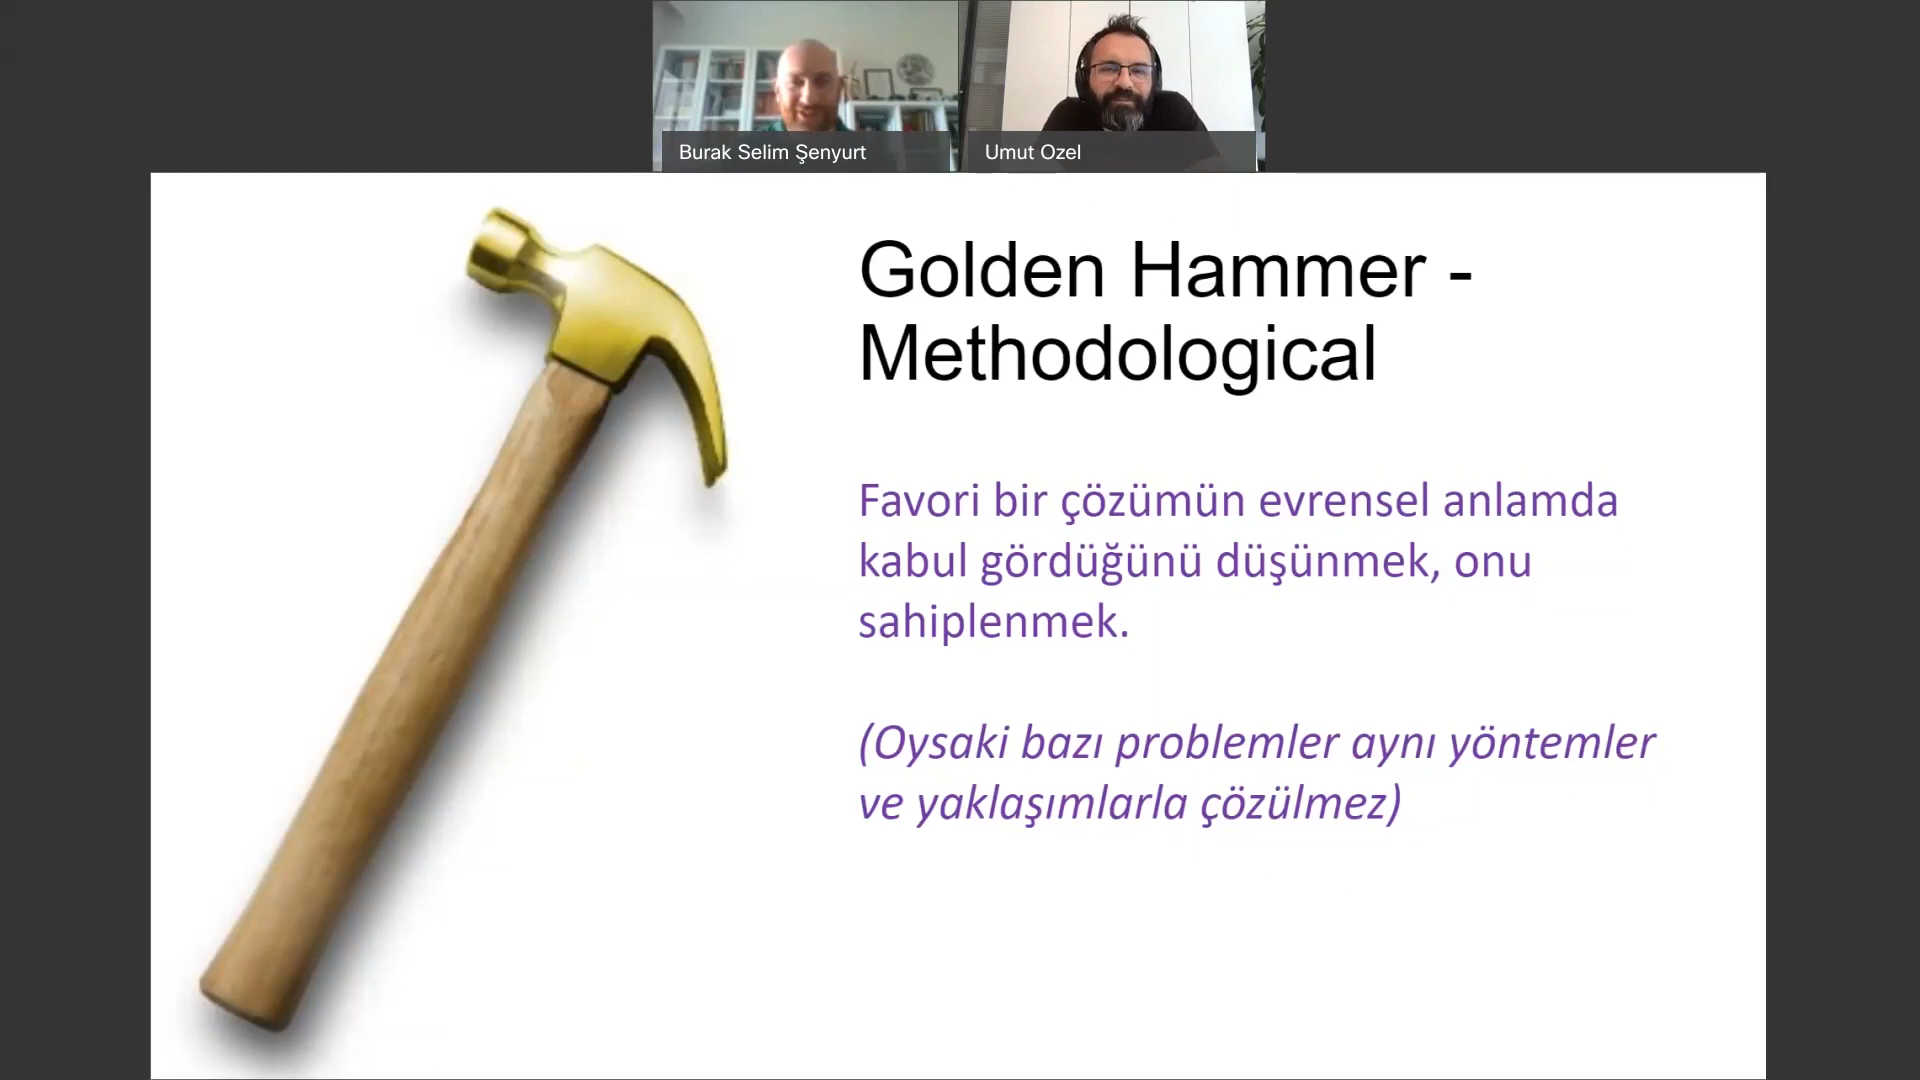 Burak Selim Şenyurt
Umut Ozel
Golden Hammer -
Methodological
Favori bir çözümün evrensel anlamda
kabul gördüğünü düşünmek, onu
sahiplenmek.
(Oysaki bazı problemler aynı yöntemler
ve yaklaşımlarla çözülmez)